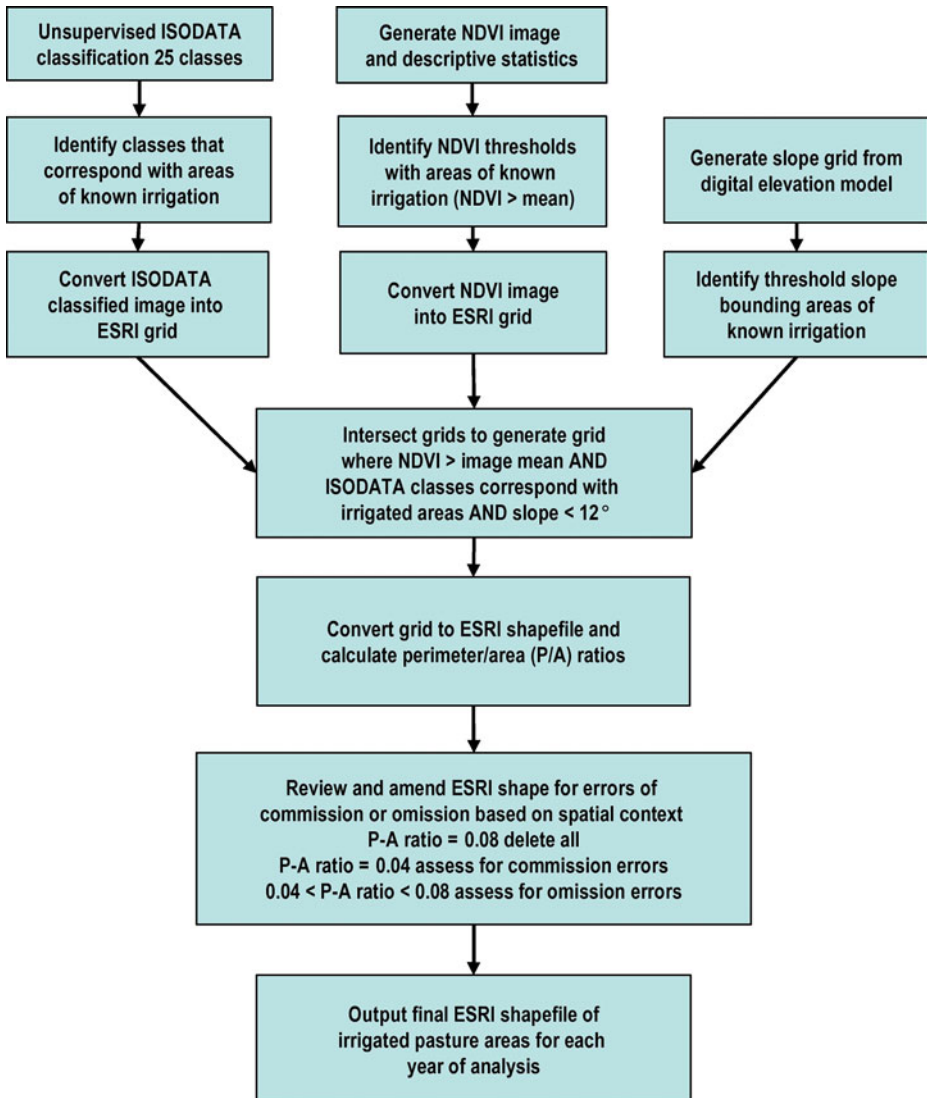 Unsupervised ISODATA
classification 25 classes
Generate NDVI image
and descriptive statistics
Identify classes that
correspond with areas
of known irrigation
Identify NDVI thresholds
with areas of known
irrigation (NDVI > mean)
Generate slope grid from
digital elevation model
Convert ISODATA
classified image into
ESRI grid
Convert NDVI image
into ESRI grid
Identify threshold slope
bounding areas of
known irrigation
Intersect grids to generate grid
where NDVI > image mean AND
ISODATA classes correspond with
irrigated areas AND slope < 12°
Convert grid to ESRI shapefile and
calculate perimeter/area (P/A) ratios
Review and amend ESRI shape for errors of
commission or omission based on spatial context
P-A ratio = 0.08 delete all
P-A ratio = 0.04 assess for commission errors
0.04 < P-A ratio < 0.08 assess for omission errors
Output final ESRI shapefile of
irrigated pasture areas for each
year of analysis